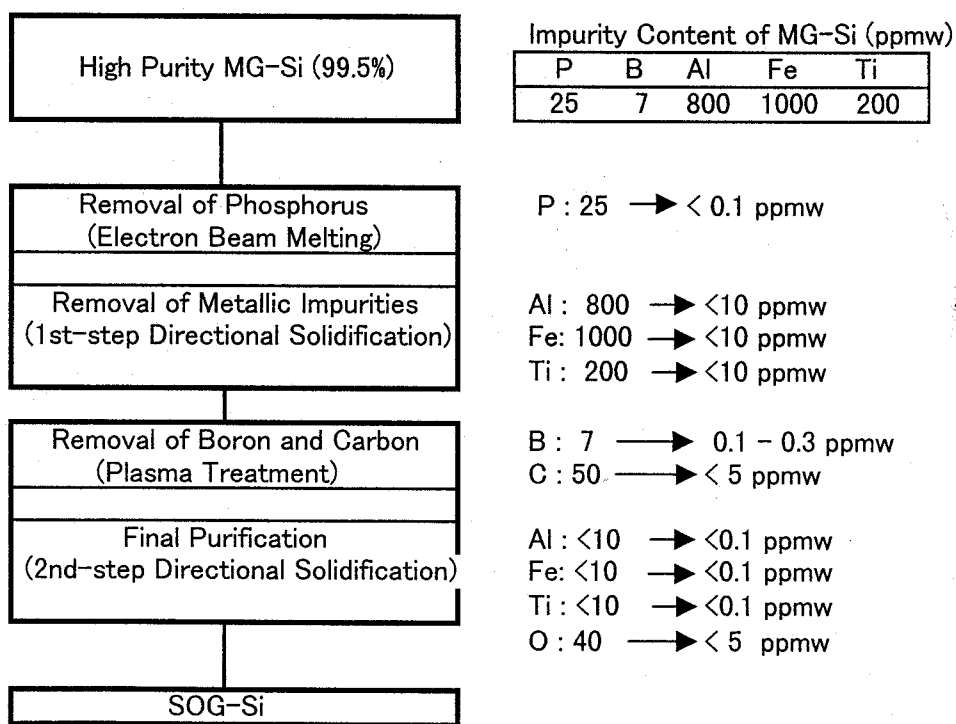 High Purity MG-Si (99.5%)
Impurity Content of MG-Si (ppmw)
P B Al Fe Ti
25 7 800 1000 200
Removal of Phosphorus
(Electron Beam Melting)
P : 25 → < 0.1 ppmw
Removal of Metallic Impurities
(1st-step Directional Solidification)
Al : 800 → <10 ppmw
Fe: 1000 → <10 ppmw
Ti : 200 → <10 ppmw
Removal of Boron and Carbon
(Plasma Treatment)
B : 7 → 0.1 - 0.3 ppmw
C : 50 → < 5 ppmw
Final Purification
(2nd-step Directional Solidification)
Al : <10 → <0.1 ppmw
Fe: <10 → <0.1 ppmw
Ti : <10 → <0.1 ppmw
O : 40 → < 5 ppmw
SOG-Si